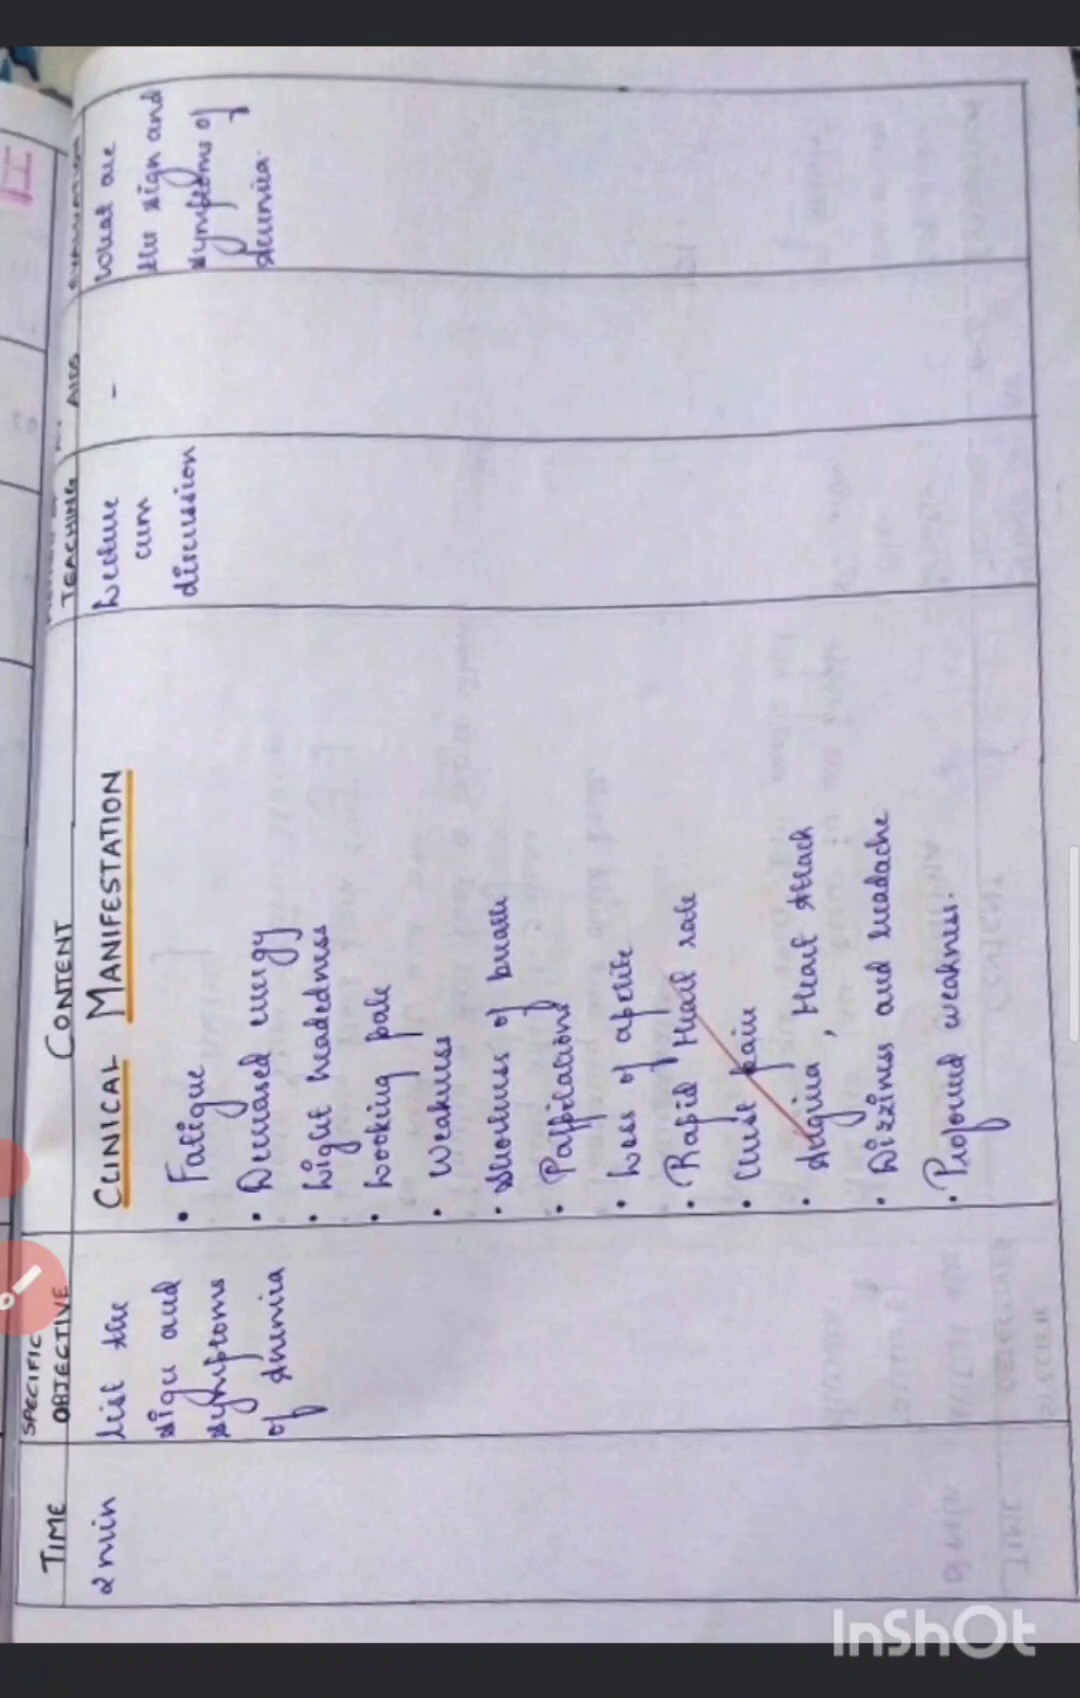 TIME
SPECIFIC
OBJECTIVE
CONTENT
TEACHING
AIDS
EVALUATION
2 min
List the
sign and
symptoms
of Anemia
CLINICAL MANIFESTATION
• Fatigue
• Decreased energy
• Light headedness
• Looking pale
• Weakness
• Shortness of breath
• Palpitations
• Loss of apetite
• Rapid Heart rate
• Chest pain
• Angina, Heart Attack
• Dizziness and headache
• Profound weakness.
Lecture
cum
discussion
-
What are
the sign and
symptoms of
Anemia.
InShOt